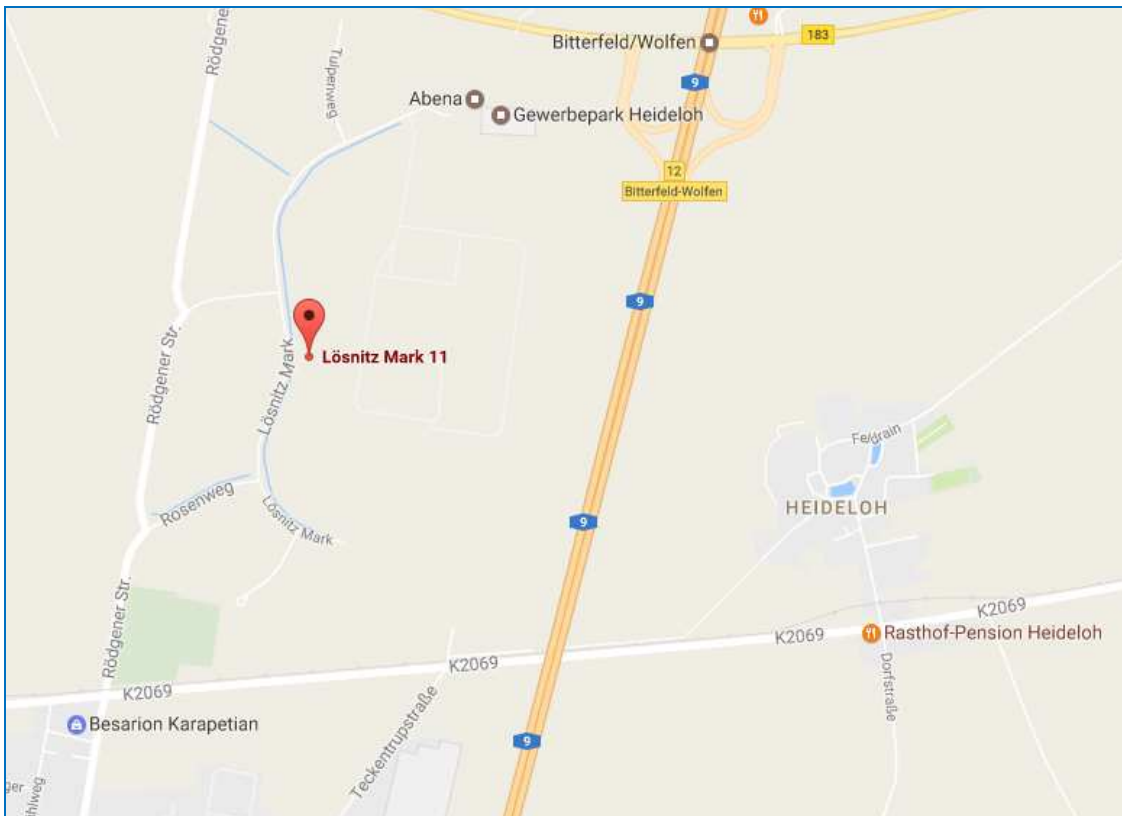 Rödgene
Tulpenweg
Bitterfeld/Wolfen
183
9
Abena
Gewerbepark Heideloh
12
Bitterfeld-Wolfen
9
Rödgener Str.
Lösnitz Mark
Lösnitz Mark 11
Feldrain
HEIDELOH
Rosenweg
Lösnitz Mark
9
Rödgener Str.
K2069
K2069
K2069
K2069
Rasthof-Pension Heideloh
Dorfstraße
Teckentrupstraße
Besarion Karapetian
9
ger
ihlweg